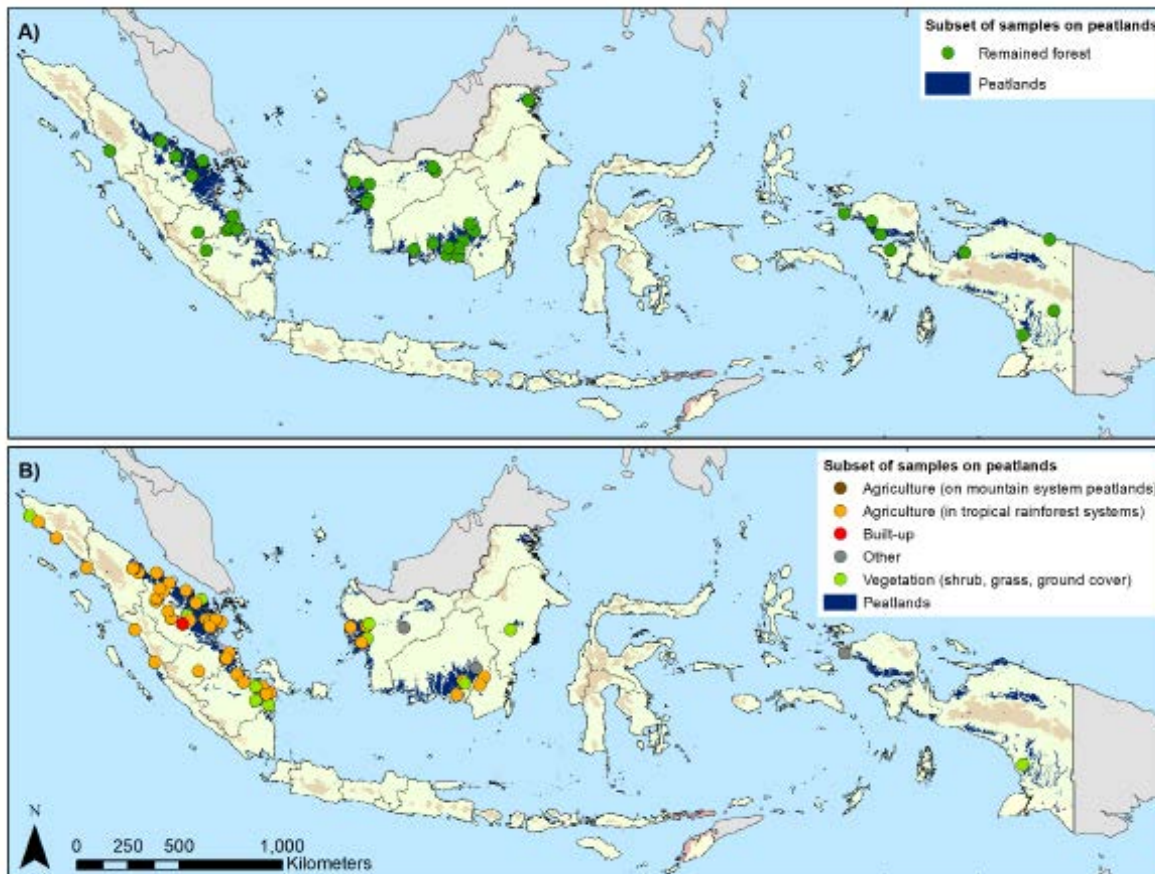 A)
Subset of samples on peatlands
Remained forest
Peatlands
B)
Subset of samples on peatlands
Agriculture (on mountain system peatlands)
Agriculture (in tropical rainforest systems)
Built-up
Other
Vegetation (shrub, grass, ground cover)
Peatlands
N
0 250 500 1,000
Kilometers